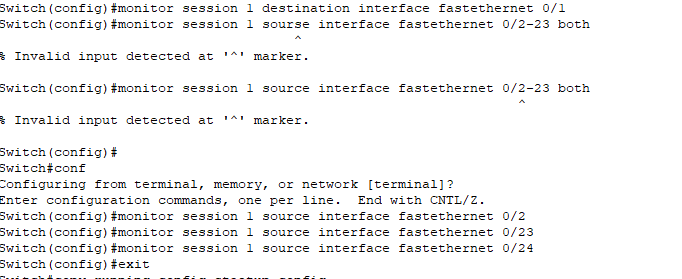 Switch(config)#monitor session 1 destination interface fastethernet 0/1
Switch(config)#monitor session 1 sourse interface fastethernet 0/2-23 both
^
% Invalid input detected at '^' marker.
Switch(config)#monitor session 1 source interface fastethernet 0/2-23 both
^
% Invalid input detected at '^' marker.
Switch(config)#
Switch#conf
Configuring from terminal, memory, or network [terminal]?
Enter configuration commands, one per line.  End with CNTL/Z.
Switch(config)#monitor session 1 source interface fastethernet 0/2
Switch(config)#monitor session 1 source interface fastethernet 0/23
Switch(config)#monitor session 1 source interface fastethernet 0/24
Switch(config)#exit